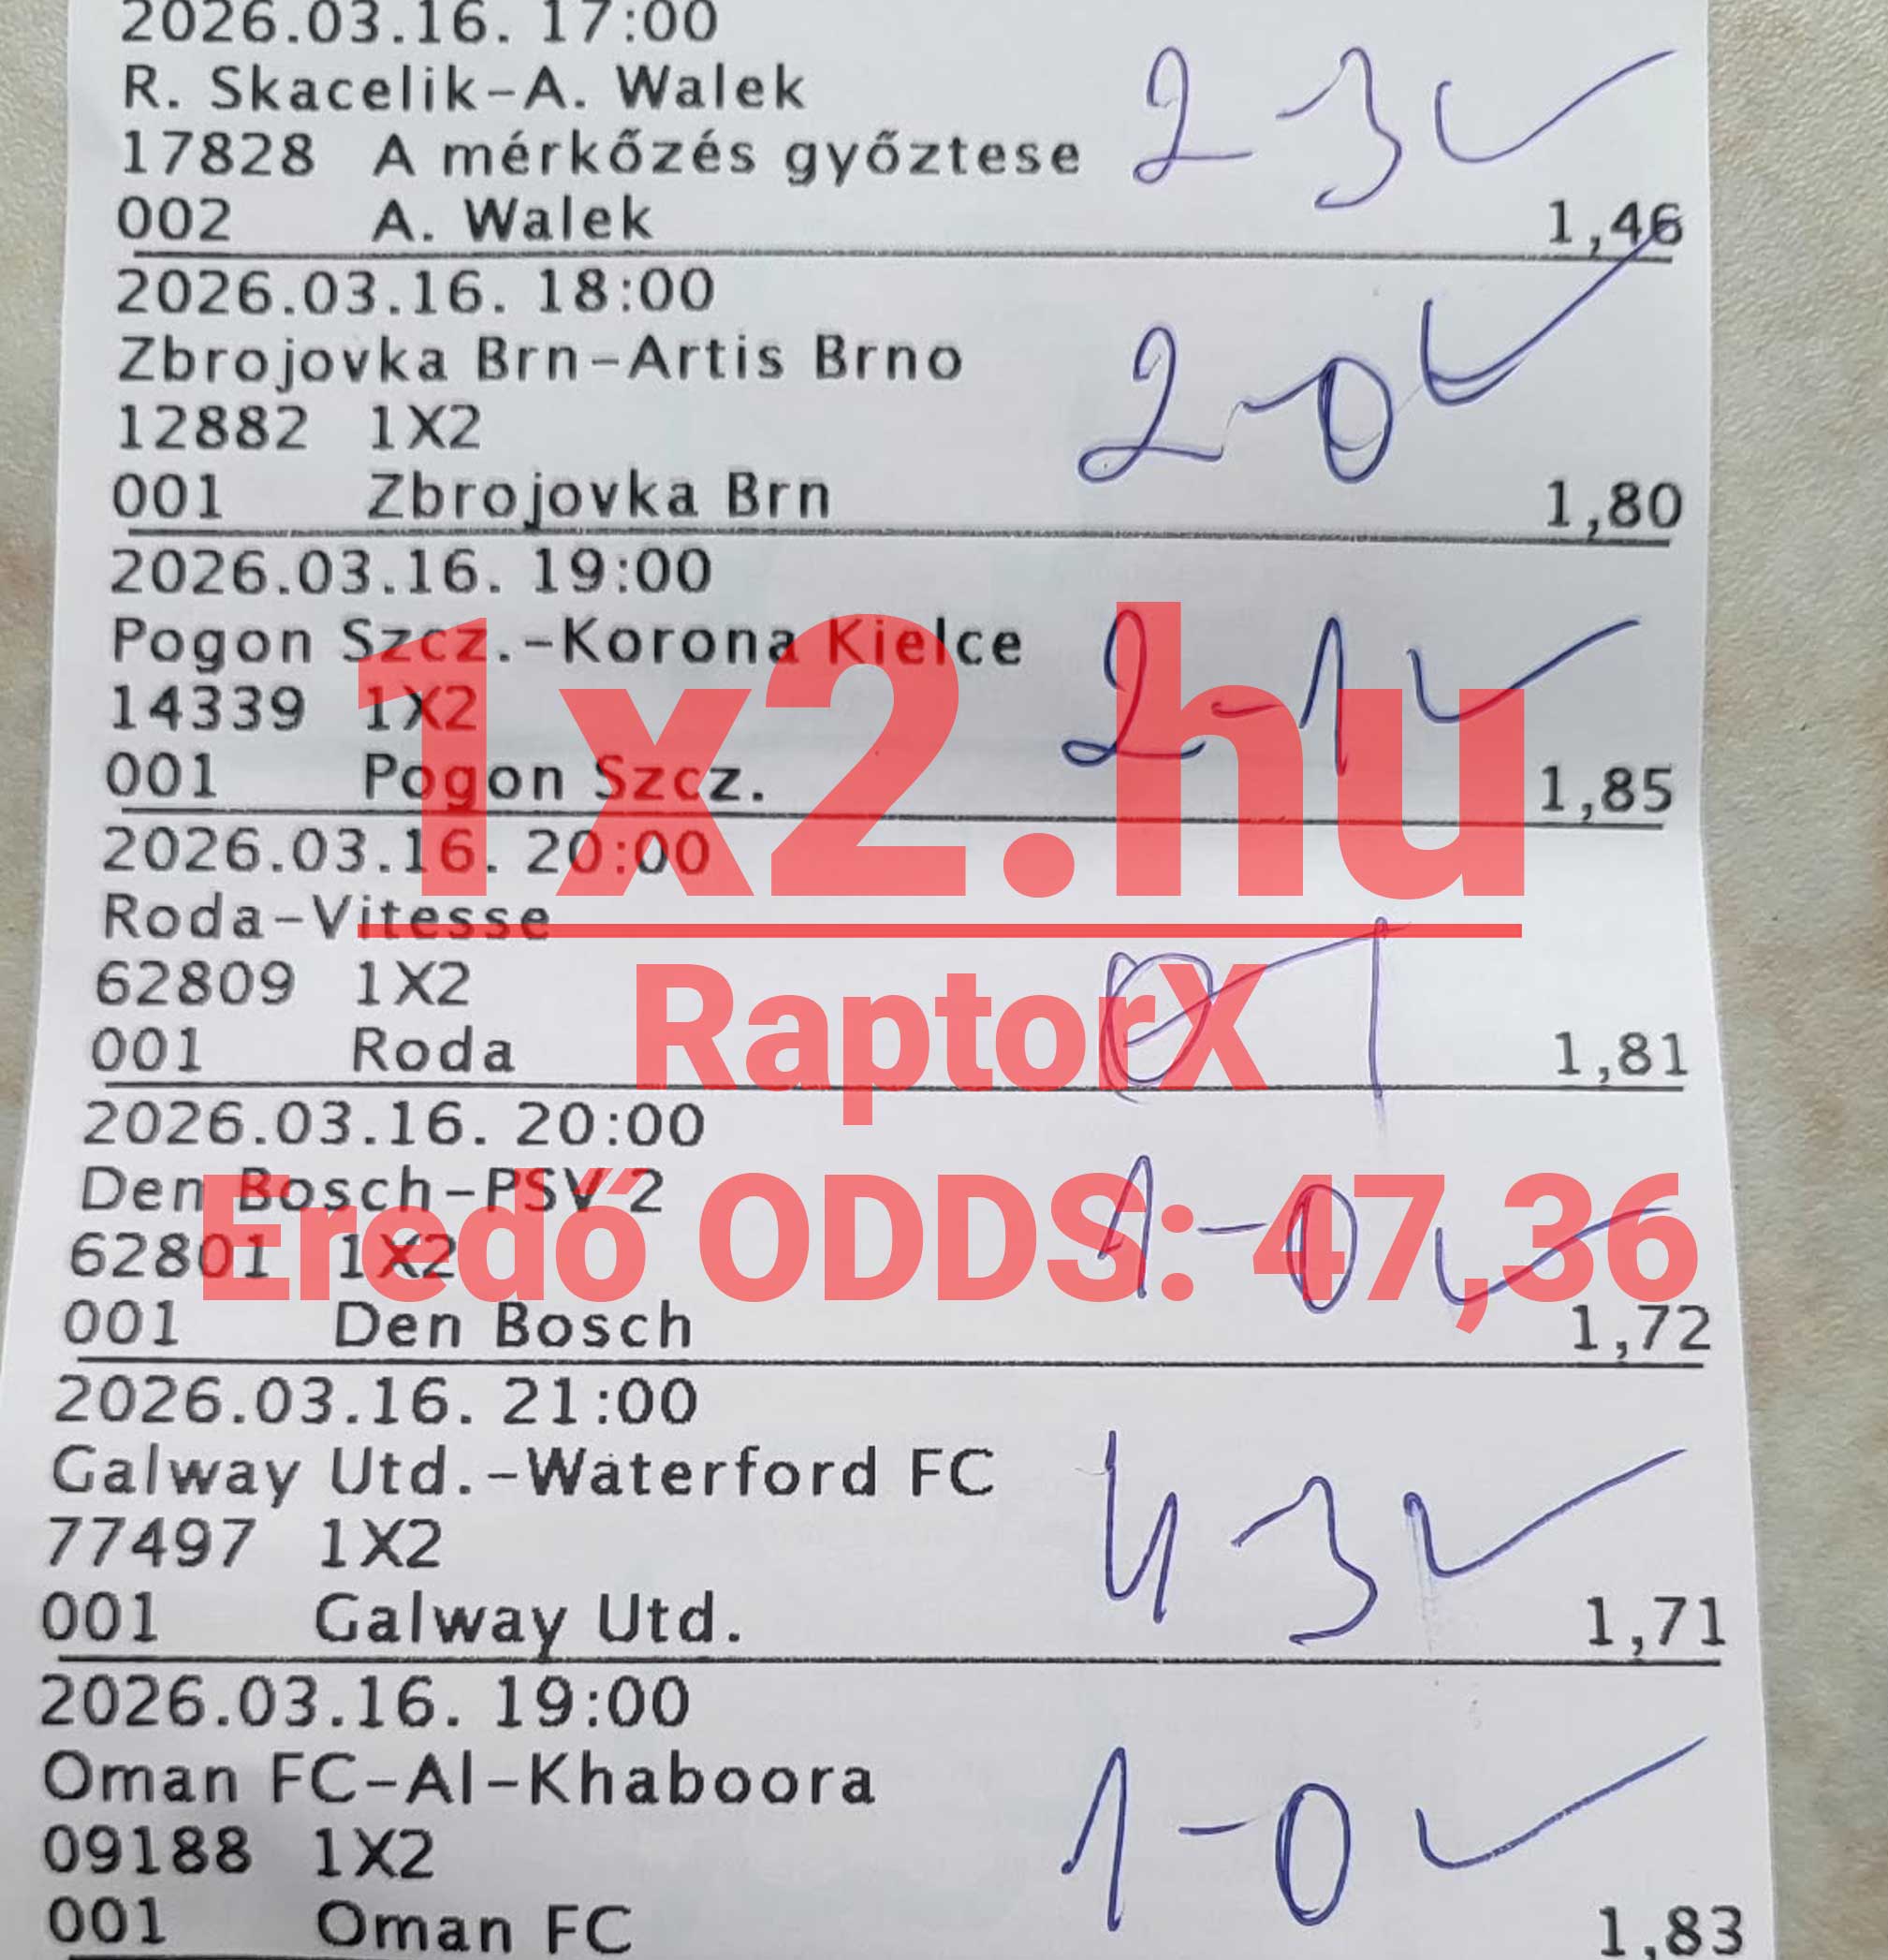 2026.03.16. 17:00
R. Skacelik-A. Walek
17828 A mérkőzés győztese 2-3 ✓
002 A. Walek 1,46
2026.03.16. 18:00
Zbrojovka Brn-Artis Brno
12882 1X2 2-0 ✓
001 Zbrojovka Brn 1,80
2026.03.16. 19:00
Pogon Szcz.-Korona Kielce
14339 1X2 2-1 ✓
001 Pogon Szcz. 1,85
1x2.hu
2026.03.16. 20:00
Roda-Vitesse
62809 1X2 0-1
001 Roda 1,81
RaptorX
2026.03.16. 20:00
Den Bosch-PSV 2
62801 1X2 1-0 ✓
001 Den Bosch 1,72
Eredő ODDS: 47,36
2026.03.16. 21:00
Galway Utd.-Waterford FC
77497 1X2 4-3 ✓
001 Galway Utd. 1,71
2026.03.16. 19:00
Oman FC-Al-Khaboora
09188 1X2 1-0 ✓
001 Oman FC 1,83